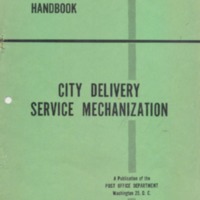 HANDBOOK
CITY DELIVERY
SERVICE MECHANIZATION
A Publication of the
POST OFFICE DEPARTMENT
Washington 25, D. C.